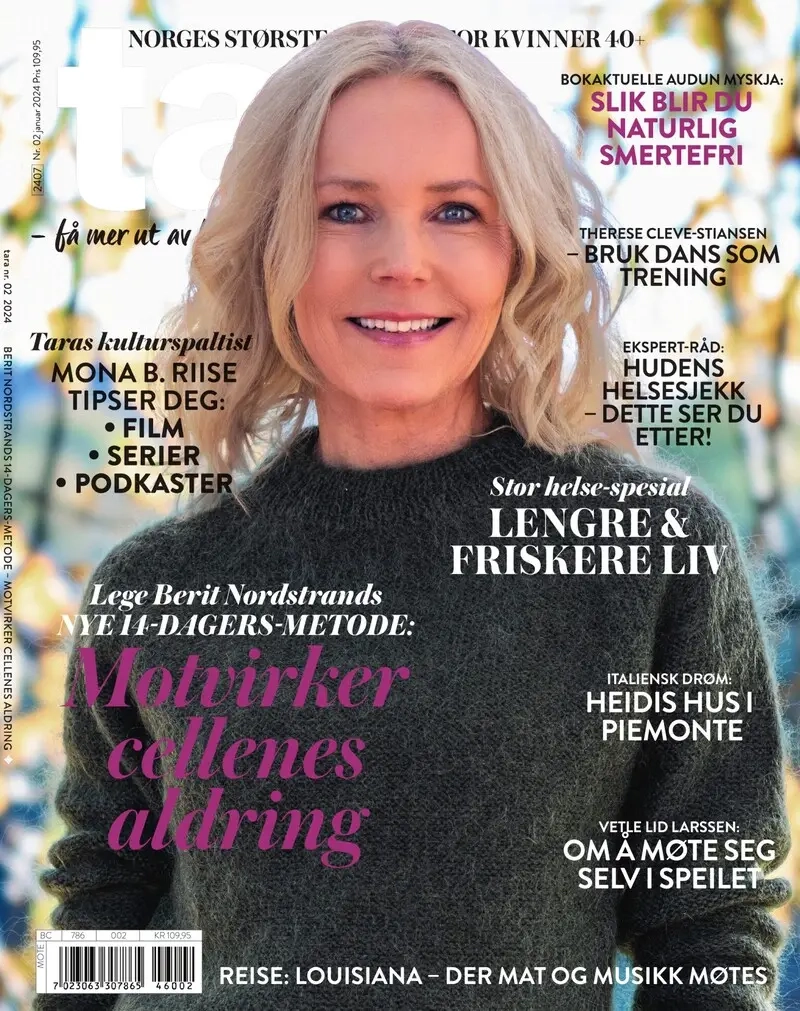 NORGES STØRSTE
OR KVINNER 40+
ta
– få mer ut av
2407 Nr. 02 januar 2024 Pris 109,95
tara nr. 02 2024
BERIT NORDSTRANDS 14-DAGERS-METODE – MOTVIRKER CELLENES ALDRING
BOKAKTUELLE AUDUN MYSKJA:
SLIK BLIR DU
NATURLIG
SMERTEFRI
THERESE CLEVE-STIANSEN
– BRUK DANS SOM
TRENING
Taras kulturspaltist
MONA B. RIISE
TIPSER DEG:
• FILM
• SERIER
• PODKASTER
EKSPERT-RÅD:
HUDENS
HELSESJEKK
– DETTE SER DU
ETTER!
Stor helse-spesial
LENGRE &
FRISKERE LIV
Lege Berit Nordstrands
NYE 14-DAGERS-METODE:
Motvirker
cellenes
aldring
ITALIENSK DRØM:
HEIDIS HUS I
PIEMONTE
VETLE LID LARSSEN:
OM Å MØTE SEG
SELV I SPEILET
MOTE
BC 786 002 KR 109,95
7 023063 307865 46002
REISE: LOUISIANA – DER MAT OG MUSIKK MØTES